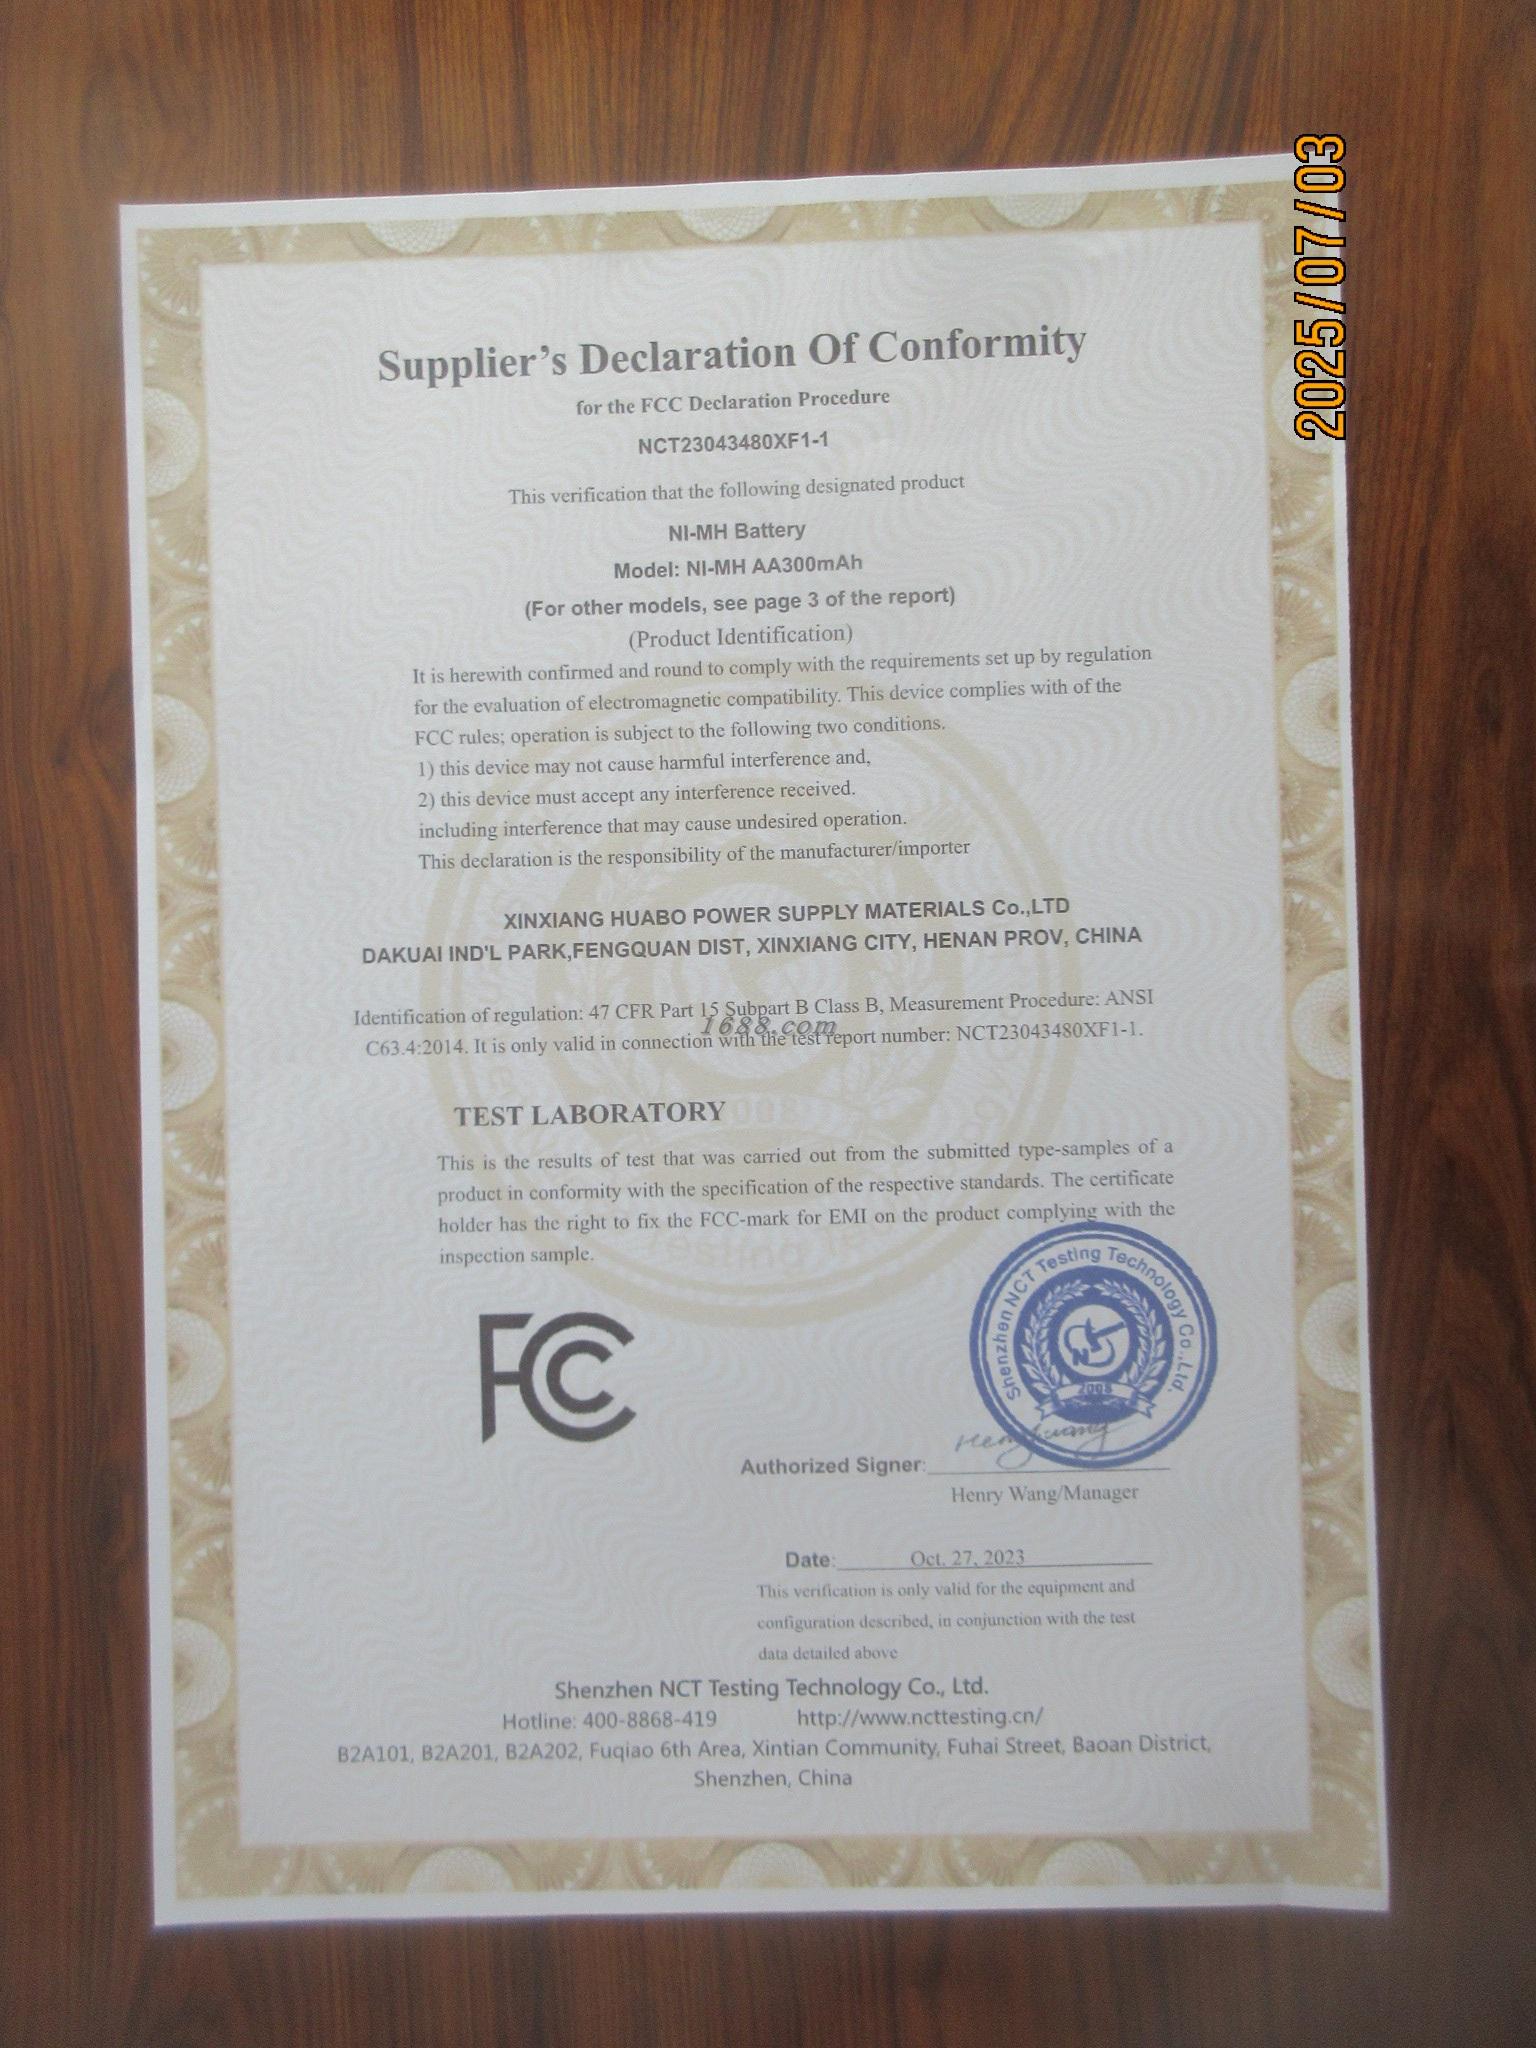 2025/07/03
Supplier's Declaration Of Conformity
for the FCC Declaration Procedure
NCT23043480XF1-1
This verification that the following designated product
NI-MH Battery
Model: NI-MH AA300mAh
(For other models, see page 3 of the report)
(Product Identification)
It is herewith confirmed and round to comply with the requirements set up by regulation
for the evaluation of electromagnetic compatibility. This device complies with of the
FCC rules; operation is subject to the following two conditions.
1) this device may not cause harmful interference and,
2) this device must accept any interference received.
including interference that may cause undesired operation.
This declaration is the responsibility of the manufacturer/importer
XINXIANG HUABO POWER SUPPLY MATERIALS Co.,LTD
DAKUAI IND'L PARK,FENGQUAN DIST, XINXIANG CITY, HENAN PROV, CHINA
Identification of regulation: 47 CFR Part 15 Subpart B Class B, Measurement Procedure: ANSI
1688.com
C63.4:2014. It is only valid in connection with the test report number: NCT23043480XF1-1.
TEST LABORATORY
This is the results of test that was carried out from the submitted type-samples of a
product in conformity with the specification of the respective standards. The certificate
holder has the right to fix the FCC-mark for EMI on the product complying with the
inspection sample.
FCC
Shenzhen NCT Testing Technology Co.,Ltd.
2008
Authorized Signer:
Henry Wang/Manager
Date: Oct. 27, 2023
This verification is only valid for the equipment and
configuration described, in conjunction with the test
data detailed above
Shenzhen NCT Testing Technology Co., Ltd.
Hotline: 400-8868-419 http://www.ncttesting.cn/
B2A101, B2A201, B2A202, Fuqiao 6th Area, Xintian Community, Fuhai Street, Baoan District,
Shenzhen, China